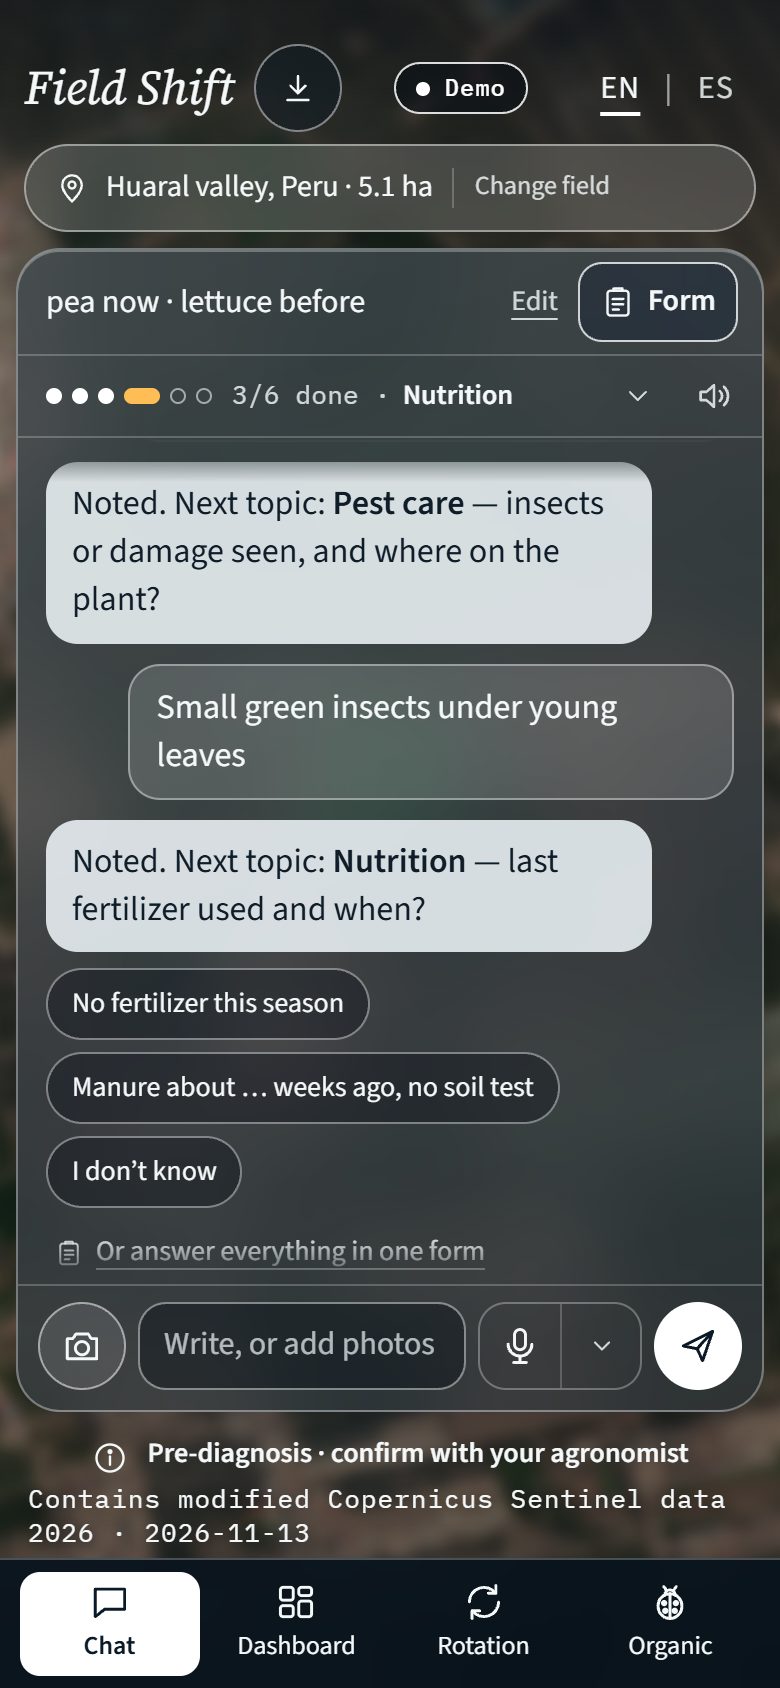 Field Shift
Demo
EN | ES
Huaral valley, Peru · 5.1 ha
Change field
pea now · lettuce before
Edit
Form
3/6 done · Nutrition
Noted. Next topic: Pest care — insects
or damage seen, and where on the
plant?
Small green insects under young
leaves
Noted. Next topic: Nutrition — last
fertilizer used and when?
No fertilizer this season
Manure about … weeks ago, no soil test
I don’t know
Or answer everything in one form
Write, or add photos
Pre-diagnosis · confirm with your agronomist
Contains modified Copernicus Sentinel data
2026 · 2026-11-13
Chat
Dashboard
Rotation
Organic